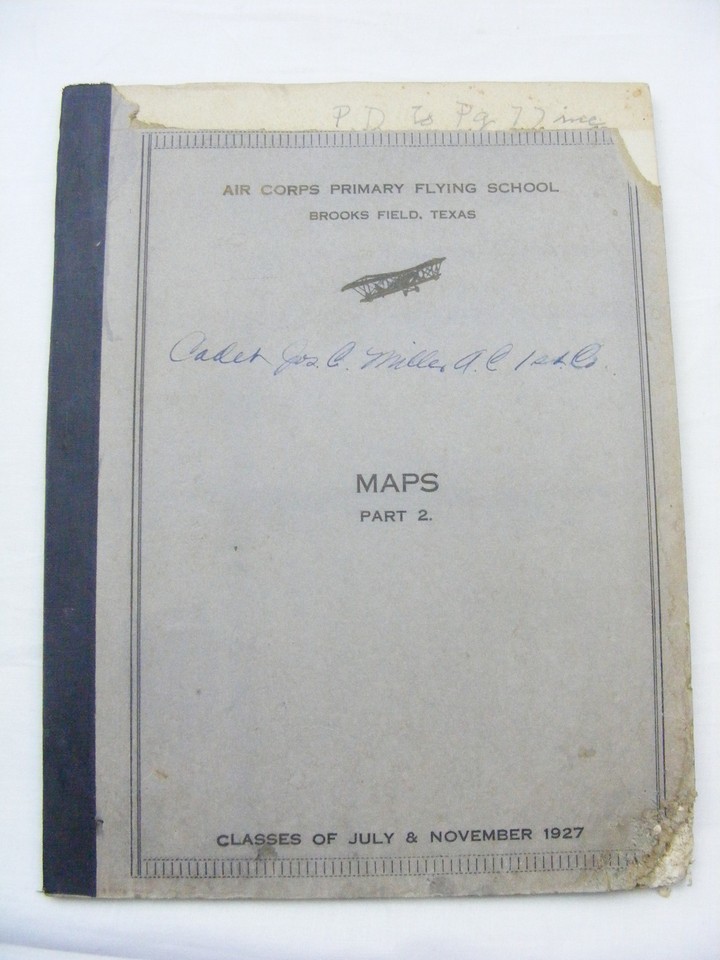 P.D. to Pg 77 inc
AIR CORPS PRIMARY FLYING SCHOOL
BROOKS FIELD, TEXAS
Cadet Jos. C. Miller A.C. 1st. Co.
MAPS
PART 2.
CLASSES OF JULY & NOVEMBER 1927